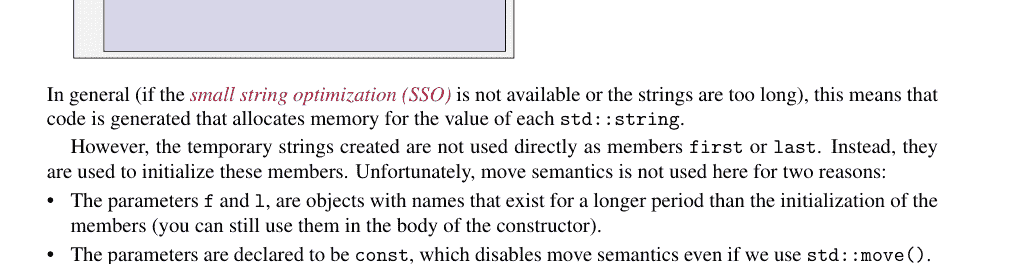 In general (if the small string optimization (SSO) is not available or the strings are too long), this means that
code is generated that allocates memory for the value of each std::string.
However, the temporary strings created are not used directly as members first or last. Instead, they
are used to initialize these members. Unfortunately, move semantics is not used here for two reasons:
• The parameters f and l, are objects with names that exist for a longer period than the initialization of the
members (you can still use them in the body of the constructor).
• The parameters are declared to be const, which disables move semantics even if we use std::move().